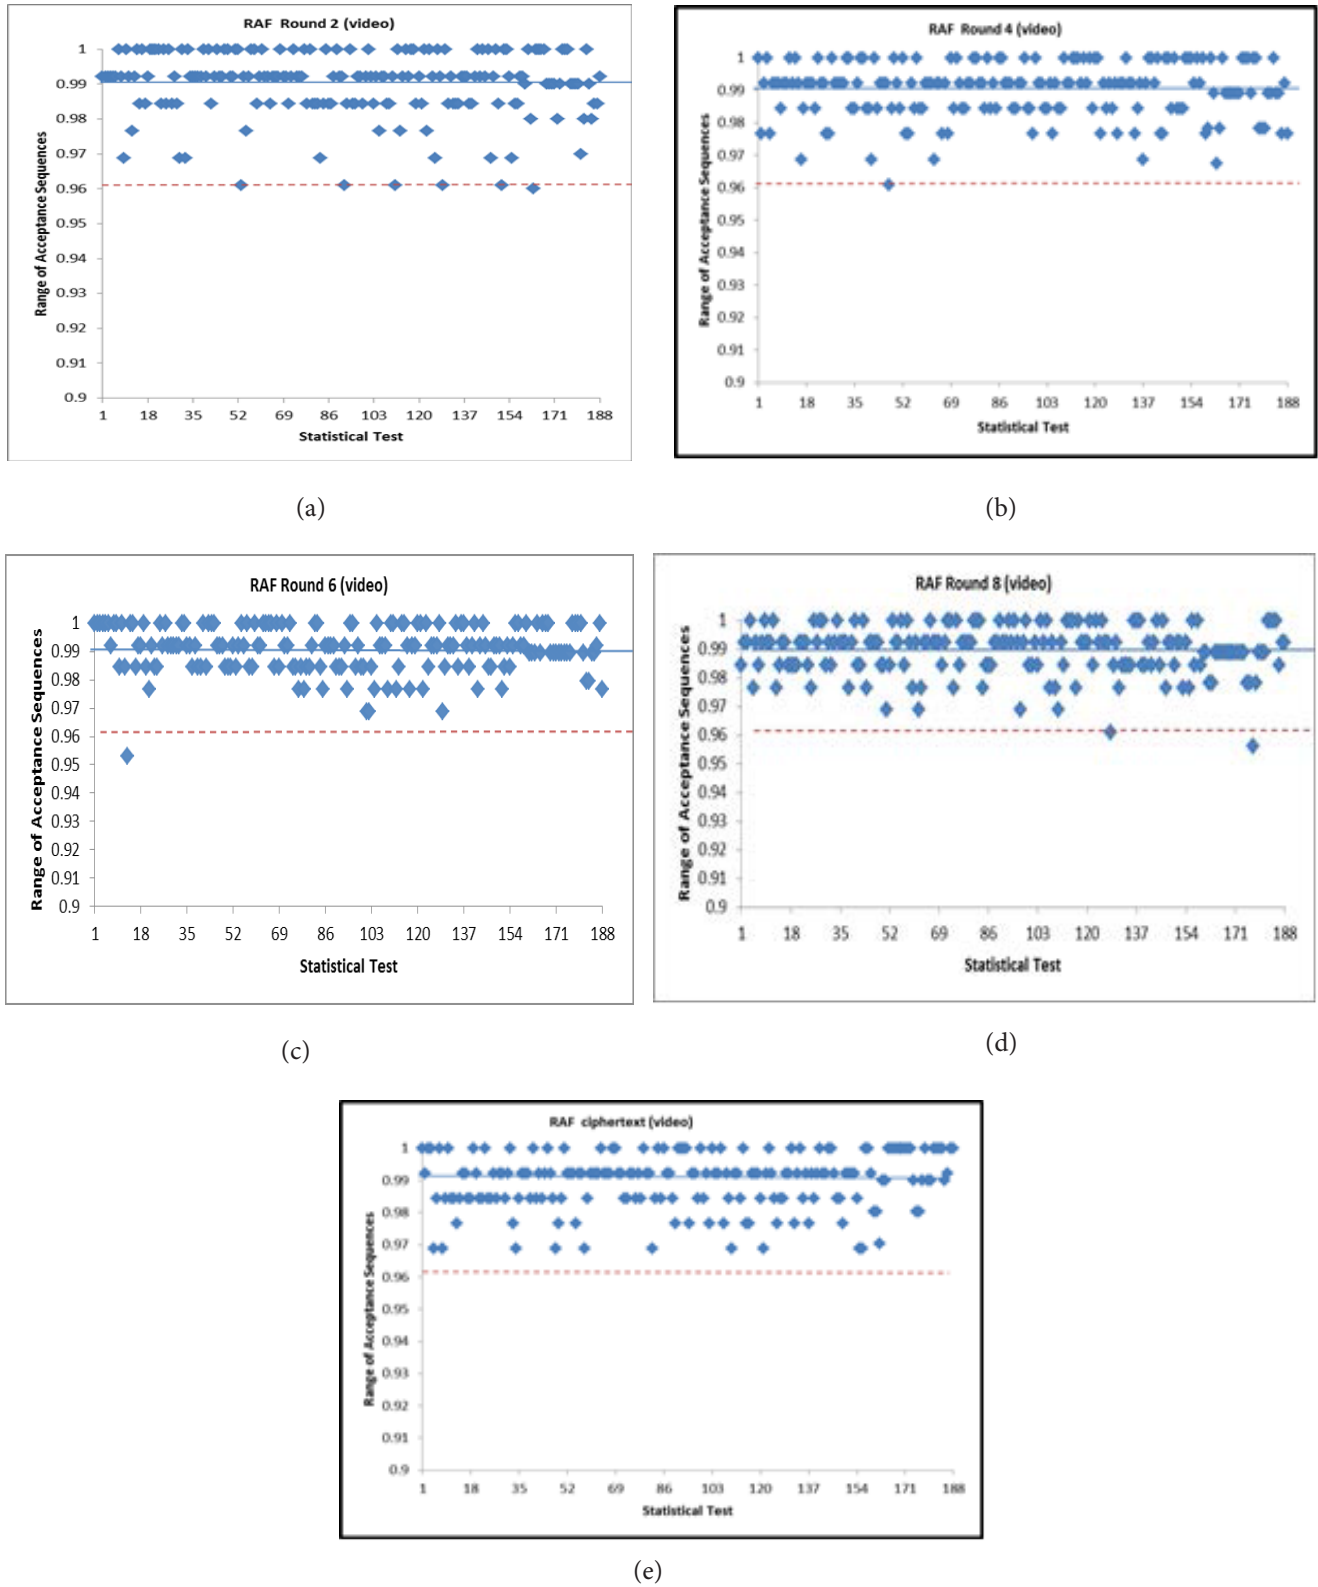 RAF Round 2 (video)
Range of Acceptance Sequences
1
0.99
0.98
0.97
0.96
0.95
0.94
0.93
0.92
0.91
0.9
1 18 35 52 69 86 103 120 137 154 171 188
Statistical Test
(a)
RAF Round 4 (video)
Range of Acceptance Sequences
1
0.99
0.98
0.97
0.96
0.95
0.94
0.93
0.92
0.91
0.9
1 18 35 52 69 86 103 120 137 154 171 188
Statistical Test
(b)
RAF Round 6 (video)
Range of Acceptance Sequences
1
0.99
0.98
0.97
0.96
0.95
0.94
0.93
0.92
0.91
0.9
1 18 35 52 69 86 103 120 137 154 171 188
Statistical Test
(c)
RAF Round 8 (video)
Range of Acceptance Sequences
1
0.99
0.98
0.97
0.96
0.95
0.94
0.93
0.92
0.91
0.9
1 18 35 52 69 86 103 120 137 154 171 188
Statistical Test
(d)
RAF ciphertext (video)
Range of Acceptance Sequences
1
0.99
0.98
0.97
0.96
0.95
0.94
0.93
0.92
0.91
0.9
1 18 35 52 69 86 103 120 137 154 171 188
Statistical Test
(e)